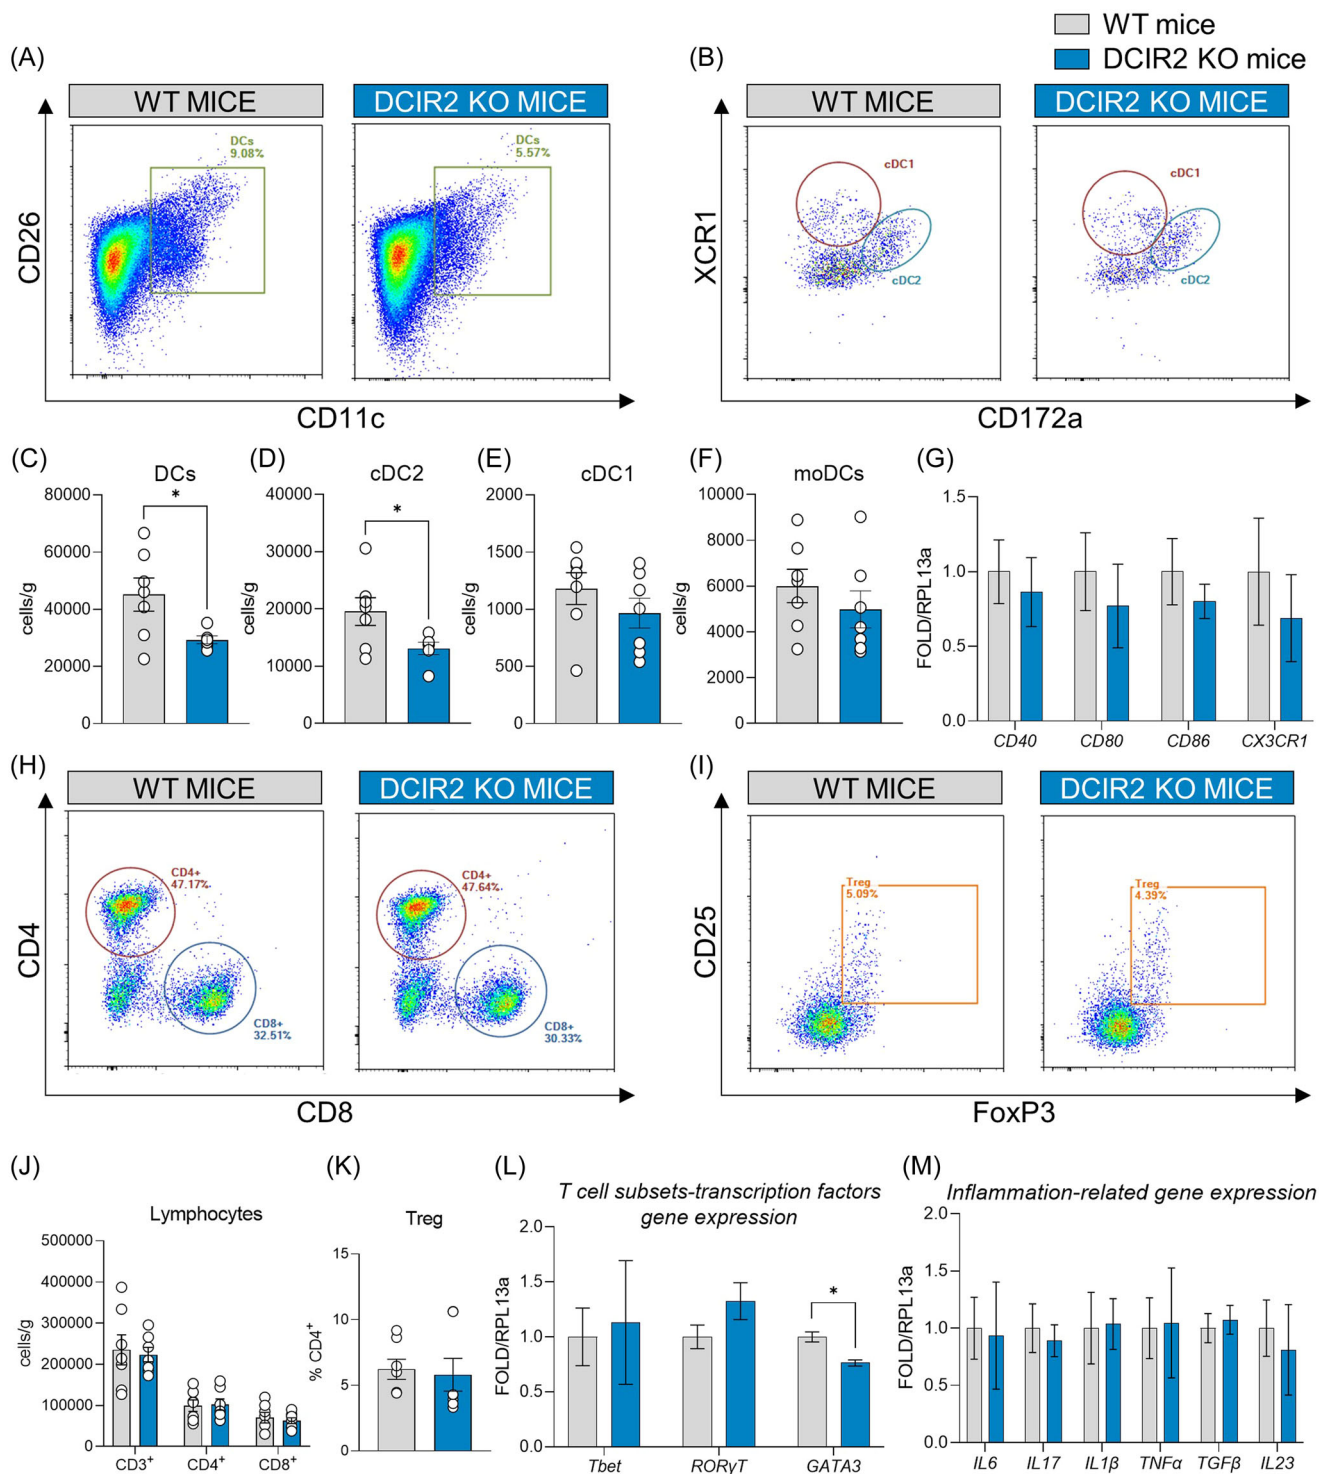 WT mice
DCIR2 KO mice
(A)
WT MICE
DCIR2 KO MICE
DCs
9.08%
DCs
5.57%
CD26
CD11c
(B)
WT MICE
DCIR2 KO MICE
cDC1
cDC2
cDC1
cDC2
XCR1
CD172a
(C)
DCs
80000
60000
40000
20000
0
cells/g
*
(D)
cDC2
40000
30000
20000
10000
0
cells/g
*
(E)
cDC1
2000
1500
1000
500
0
cells/g
(F)
moDCs
10000
8000
6000
4000
2000
0
cells/g
(G)
1.5
1.0
0.5
0.0
FOLD/RPL13a
CD40 CD80 CD86 CX3CR1
(H)
WT MICE
DCIR2 KO MICE
CD4+
47.17%
CD8+
32.51%
CD4+
47.64%
CD8+
30.33%
CD4
CD8
(I)
WT MICE
DCIR2 KO MICE
Treg
5.09%
Treg
4.39%
CD25
FoxP3
(J)
Lymphocytes
500000
400000
300000
200000
100000
0
cells/g
CD3⁺ CD4⁺ CD8⁺
(K)
Treg
15
10
5
0
% CD4⁺
(L)
T cell subsets-transcription factors
gene expression
2.0
1.5
1.0
0.5
0.0
FOLD/RPL13a
*
Tbet RORγT GATA3
(M)
Inflammation-related gene expression
2.0
1.5
1.0
0.5
0.0
FOLD/RPL13a
IL6 IL17 IL1β TNFα TGFβ IL23